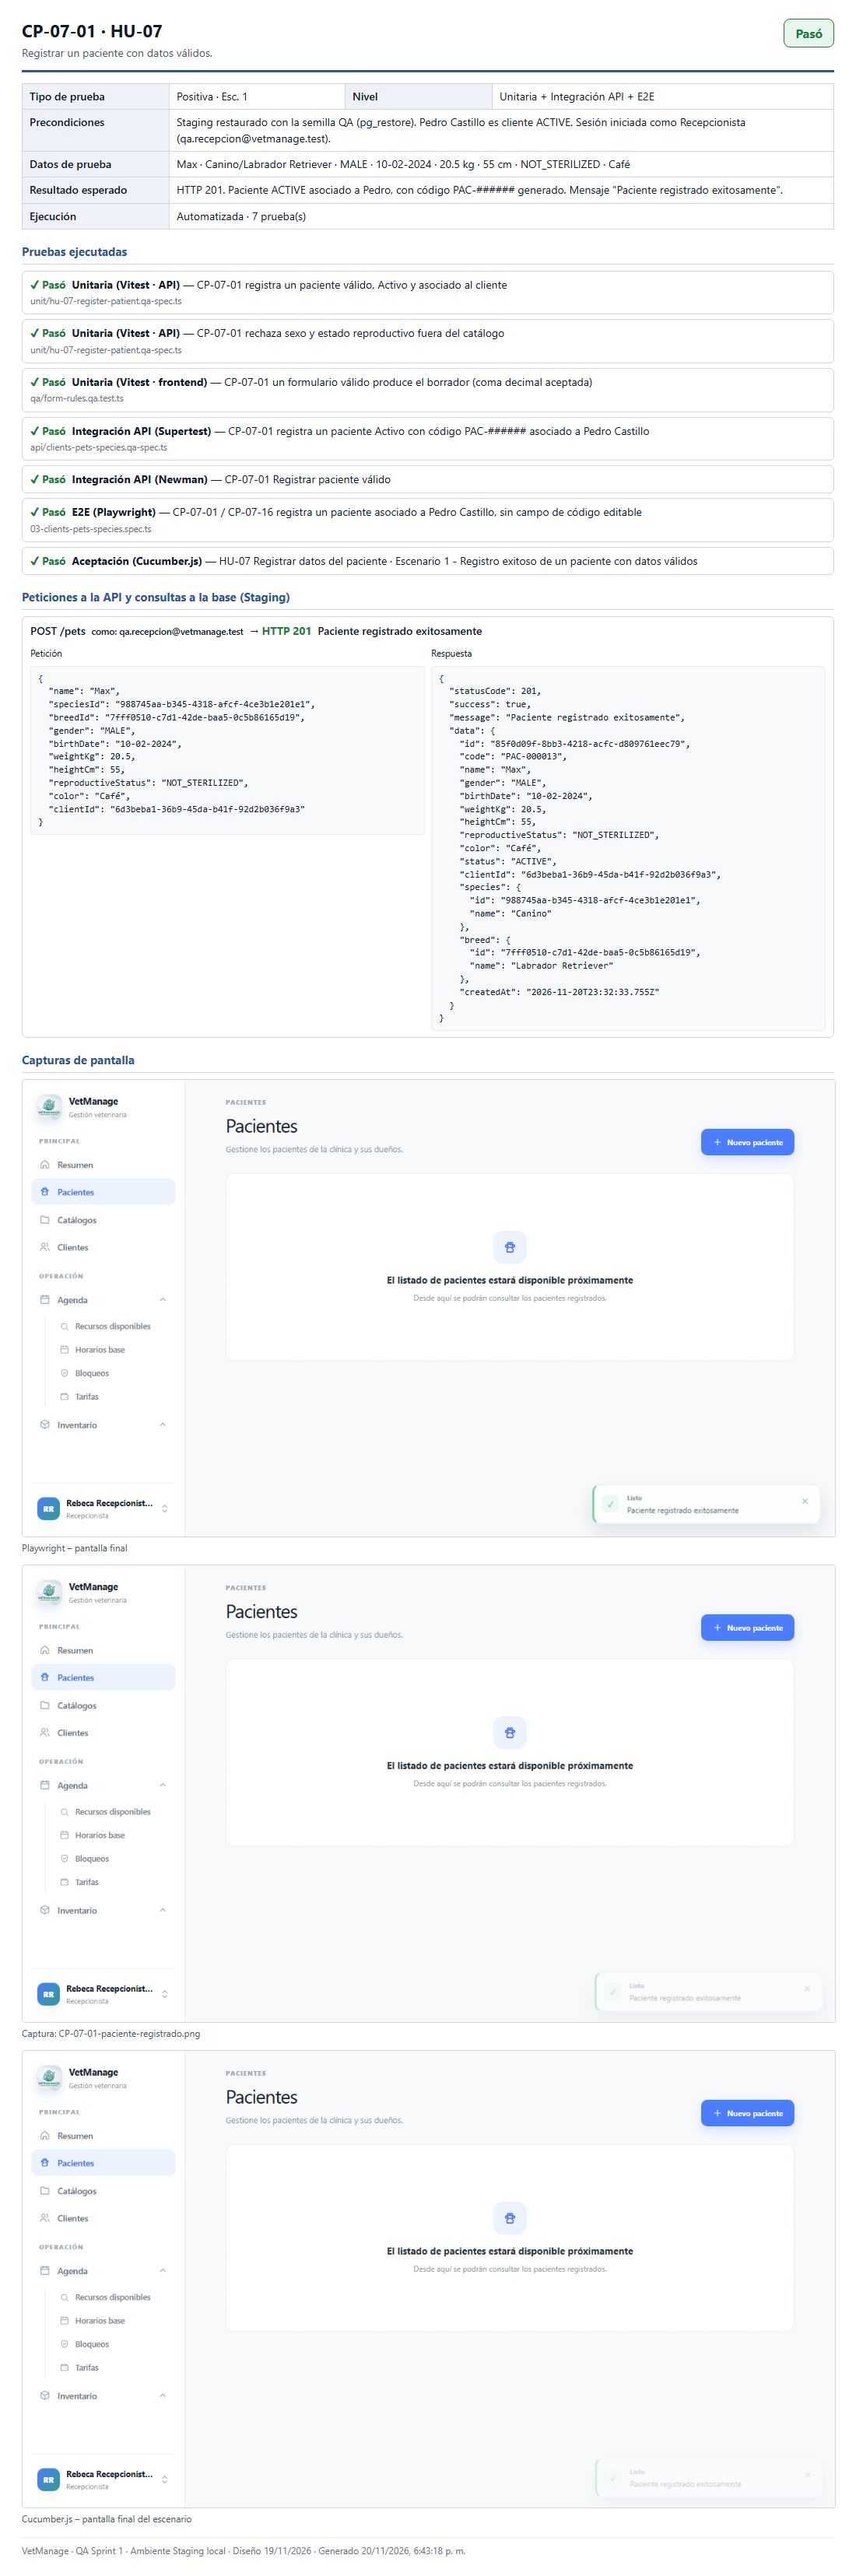 CP-07-01 · HU-07
Pasó
Registrar un paciente con datos válidos.
Tipo de prueba
Positiva · Esc. 1
Nivel
Unitaria + Integración API + E2E
Precondiciones
Staging restaurado con la semilla QA (pg_restore). Pedro Castillo es cliente ACTIVE. Sesión iniciada como Recepcionista
(qa.recepcion@vetmanage.test).
Datos de prueba
Max · Canino/Labrador Retriever · MALE · 10-02-2024 · 20.5 kg · 55 cm · NOT_STERILIZED · Café
Resultado esperado
HTTP 201. Paciente ACTIVE asociado a Pedro, con código PAC-###### generado. Mensaje "Paciente registrado exitosamente".
Ejecución
Automatizada · 7 prueba(s)
Pruebas ejecutadas
✓ Pasó Unitaria (Vitest · API) — CP-07-01 registra un paciente válido, Activo y asociado al cliente
unit/hu-07-register-patient.qa-spec.ts
✓ Pasó Unitaria (Vitest · API) — CP-07-01 rechaza sexo y estado reproductivo fuera del catálogo
unit/hu-07-register-patient.qa-spec.ts
✓ Pasó Unitaria (Vitest · frontend) — CP-07-01 un formulario válido produce el borrador (coma decimal aceptada)
qa/form-rules.qa.test.ts
✓ Pasó Integración API (Supertest) — CP-07-01 registra un paciente Activo con código PAC-###### asociado a Pedro Castillo
api/clients-pets-species.qa-spec.ts
✓ Pasó Integración API (Newman) — CP-07-01 Registrar paciente válido
✓ Pasó E2E (Playwright) — CP-07-01 / CP-07-16 registra un paciente asociado a Pedro Castillo, sin campo de código editable
03-clients-pets-species.spec.ts
✓ Pasó Aceptación (Cucumber.js) — HU-07 Registrar datos del paciente · Escenario 1 - Registro exitoso de un paciente con datos válidos
Peticiones a la API y consultas a la base (Staging)
POST /pets como: qa.recepcion@vetmanage.test → HTTP 201 Paciente registrado exitosamente
Petición
{
"name": "Max",
"speciesId": "988745aa-b345-4318-afcf-4ce3b1e201e1",
"breedId": "7fff0510-c7d1-42de-baa5-0c5b86165d19",
"gender": "MALE",
"birthDate": "10-02-2024",
"weightKg": 20.5,
"heightCm": 55,
"reproductiveStatus": "NOT_STERILIZED",
"color": "Café",
"clientId": "6d3beba1-36b9-45da-b41f-92d2b036f9a3"
}
Respuesta
{
"statusCode": 201,
"success": true,
"message": "Paciente registrado exitosamente",
"data": {
"id": "85f0d09f-8bb3-4218-acfc-d809761eec79",
"code": "PAC-000013",
"name": "Max",
"gender": "MALE",
"birthDate": "10-02-2024",
"weightKg": 20.5,
"heightCm": 55,
"reproductiveStatus": "NOT_STERILIZED",
"color": "Café",
"status": "ACTIVE",
"clientId": "6d3beba1-36b9-45da-b41f-92d2b036f9a3",
"species": {
"id": "988745aa-b345-4318-afcf-4ce3b1e201e1",
"name": "Canino"
},
"breed": {
"id": "7fff0510-c7d1-42de-baa5-0c5b86165d19",
"name": "Labrador Retriever"
},
"createdAt": "2026-11-20T23:32:33.755Z"
}
}
Capturas de pantalla
VetManage
Gestión veterinaria
PRINCIPAL
Resumen
Pacientes
Catálogos
Clientes
OPERACIÓN
Agenda
Recursos disponibles
Horarios base
Bloqueos
Tarifas
Inventario
RR
Rebeca Recepcionist...
Recepcionista
PACIENTES
Pacientes
Gestione los pacientes de la clínica y sus dueños.
+ Nuevo paciente
El listado de pacientes estará disponible próximamente
Desde aquí se podrán consultar los pacientes registrados.
Listo
Paciente registrado exitosamente
Playwright – pantalla final
VetManage
Gestión veterinaria
PRINCIPAL
Resumen
Pacientes
Catálogos
Clientes
OPERACIÓN
Agenda
Recursos disponibles
Horarios base
Bloqueos
Tarifas
Inventario
RR
Rebeca Recepcionist...
Recepcionista
PACIENTES
Pacientes
Gestione los pacientes de la clínica y sus dueños.
+ Nuevo paciente
El listado de pacientes estará disponible próximamente
Desde aquí se podrán consultar los pacientes registrados.
Listo
Paciente registrado exitosamente
Captura: CP-07-01-paciente-registrado.png
VetManage
Gestión veterinaria
PRINCIPAL
Resumen
Pacientes
Catálogos
Clientes
OPERACIÓN
Agenda
Recursos disponibles
Horarios base
Bloqueos
Tarifas
Inventario
RR
Rebeca Recepcionist...
Recepcionista
PACIENTES
Pacientes
Gestione los pacientes de la clínica y sus dueños.
+ Nuevo paciente
El listado de pacientes estará disponible próximamente
Desde aquí se podrán consultar los pacientes registrados.
Listo
Paciente registrado exitosamente
Cucumber.js – pantalla final del escenario
VetManage · QA Sprint 1 · Ambiente Staging local · Diseño 19/11/2026 · Generado 20/11/2026, 6:43:18 p. m.